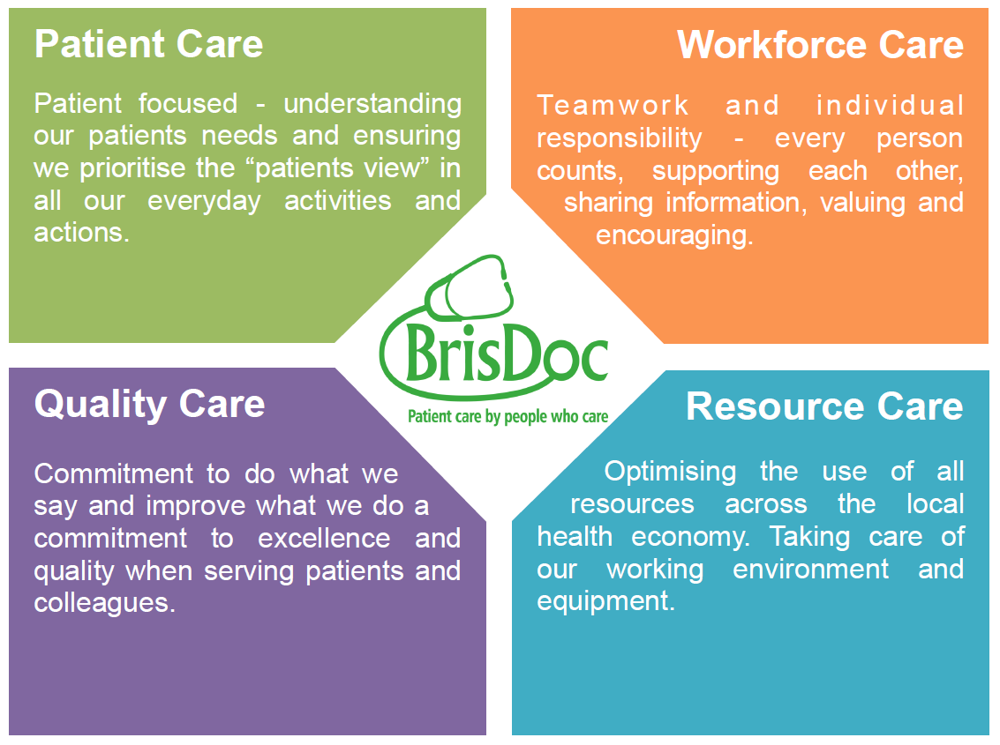 Patient Care
Patient focused - understanding
our patients needs and ensuring
we prioritise the “patients view” in
all our everyday activities and
actions.
Workforce Care
Teamwork and individual
responsibility - every person
counts, supporting each other,
sharing information, valuing and
encouraging.
BrisDoc
Patient care by people who care
Quality Care
Commitment to do what we
say and improve what we do a
commitment to excellence and
quality when serving patients and
colleagues.
Resource Care
Optimising the use of all
resources across the local
health economy. Taking care of
our working environment and
equipment.